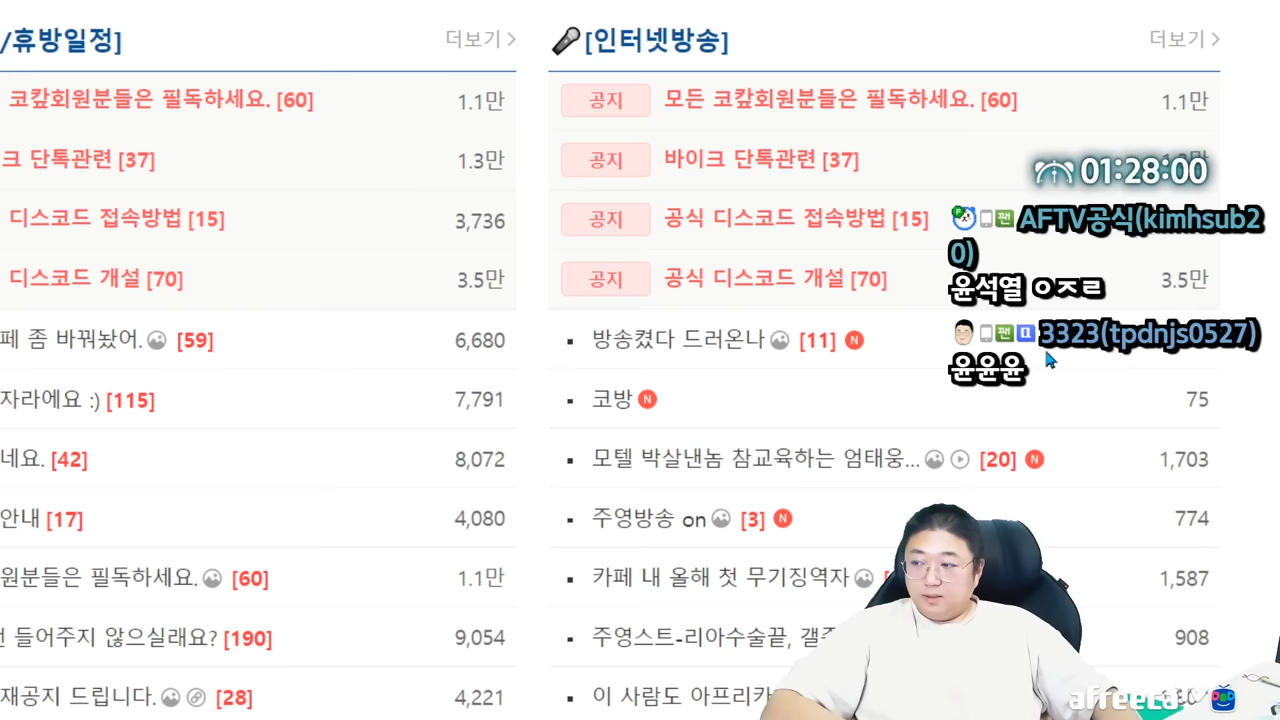 /휴방일정]
더보기 >
코캎회원분들은 필독하세요. [60]
1.1만
크 단톡관련 [37]
1.3만
디스코드 접속방법 [15]
3,736
디스코드 개설 [70]
3.5만
페 좀 바꿔놨어. [59]
6,680
자라에요 :) [115]
7,791
네요. [42]
8,072
안내 [17]
4,080
원분들은 필독하세요. [60]
1.1만
들어주지 않으실래요? [190]
9,054
재공지 드립니다. [28]
4,221
[인터넷방송]
더보기 >
공지 모든 코캎회원분들은 필독하세요. [60]
1.1만
공지 바이크 단톡관련 [37]
공지 공식 디스코드 접속방법 [15]
공지 공식 디스코드 개설 [70]
3.5만
방송켰다 드러온나 [11] N
코방 N
75
모텔 박살낸놈 참교육하는 엄태웅... [20] N
1,703
주영방송 on [3] N
774
카페 내 올해 첫 무기징역자
1,587
주영스트-리아수술끝,
908
이 사람도 아프리카
01:28:00
팬 AFTV공식(kimhsub2
0)
윤석열 ㅇㅈㄹ
팬 n 3323(tpdnjs0527)
윤윤윤
afreecaTV